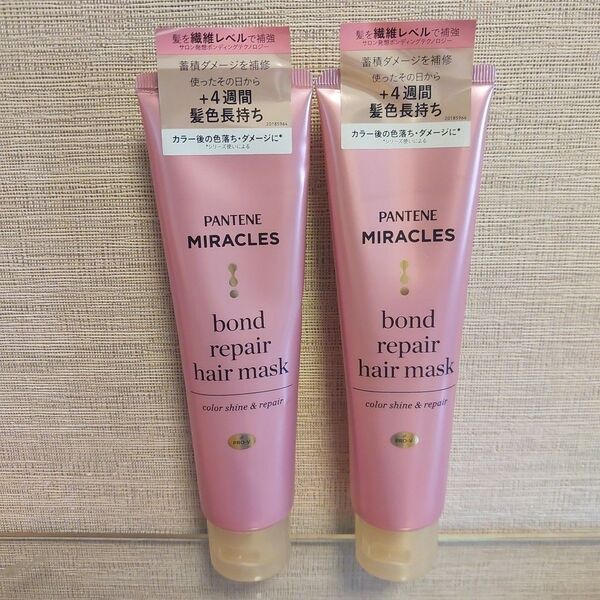 髪を繊維レベルで補強
サロン発想ボンディングテクノロジー
蓄積ダメージを補修
使ったその日から
+4週間
髪色長持ち
20185964
カラー後の色落ち・ダメージに*
*シリーズ使いによる
PANTENE
MIRACLES
bond
repair
hair mask
color shine & repair
PRO-V
髪を繊維レベルで補強
サロン発想ボンディングテクノロジー
蓄積ダメージを補修
使ったその日から
+4週間
髪色長持ち
20185964
カラー後の色落ち・ダメージに*
*シリーズ使いによる
PANTENE
MIRACLES
bond
repair
hair mask
color shine & repair
PRO-V